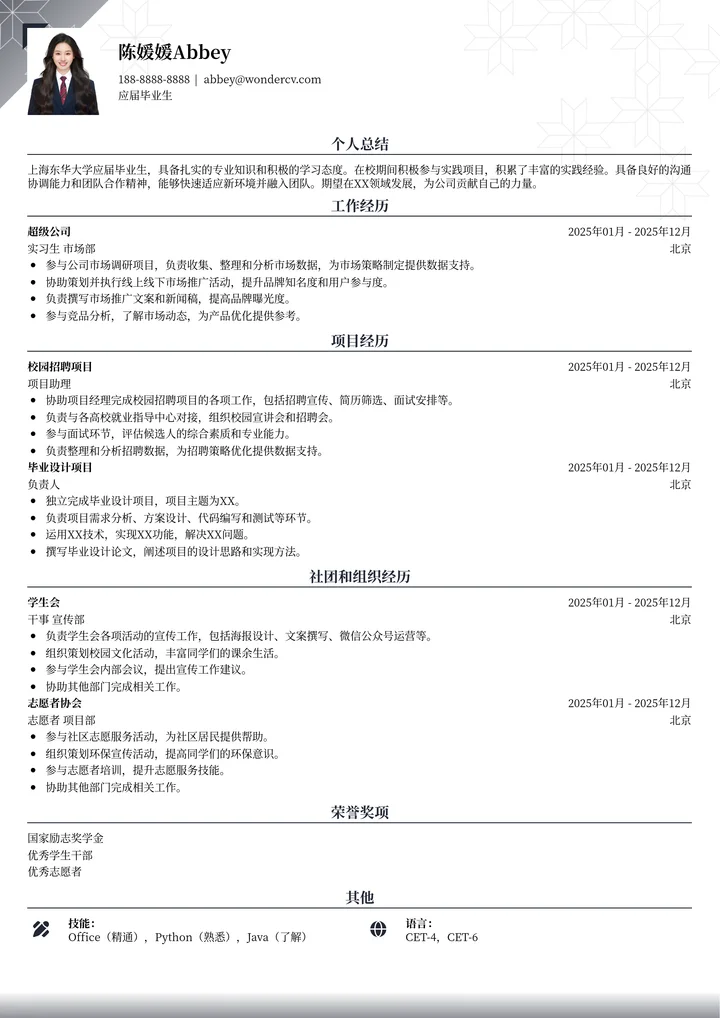 陈媛媛Abbey
188-8888-8888 | abbey@wondercv.com
应届毕业生
个人总结
上海东华大学应届毕业生，具备扎实的专业知识和积极的学习态度。在校期间积极参与实践项目，积累了丰富的实践经验。具备良好的沟通
协调能力和团队合作精神，能够快速适应新环境并融入团队。期望在XX领域发展，为公司贡献自己的力量。
工作经历
超级公司 2025年01月 - 2025年12月
实习生 市场部 北京
• 参与公司市场调研项目，负责收集、整理和分析市场数据，为市场策略制定提供数据支持。
• 协助策划并执行线上线下市场推广活动，提升品牌知名度和用户参与度。
• 负责撰写市场推广文案和新闻稿，提高品牌曝光度。
• 参与竞品分析，了解市场动态，为产品优化提供参考。
项目经历
校园招聘项目 2025年01月 - 2025年12月
项目助理 北京
• 协助项目经理完成校园招聘项目的各项工作，包括招聘宣传、简历筛选、面试安排等。
• 负责与各高校就业指导中心对接，组织校园宣讲会和招聘会。
• 参与面试环节，评估候选人的综合素质和专业能力。
• 负责整理和分析招聘数据，为招聘策略优化提供数据支持。
毕业设计项目 2025年01月 - 2025年12月
负责人 北京
• 独立完成毕业设计项目，项目主题为XX。
• 负责项目需求分析、方案设计、代码编写和测试等环节。
• 运用XX技术，实现XX功能，解决XX问题。
• 撰写毕业设计论文，阐述项目的设计思路和实现方法。
社团和组织经历
学生会 2025年01月 - 2025年12月
干事 宣传部 北京
• 负责学生会各项活动的宣传工作，包括海报设计、文案撰写、微信公众号运营等。
• 组织策划校园文化活动，丰富同学们的课余生活。
• 参与学生会内部会议，提出宣传工作建议。
• 协助其他部门完成相关工作。
志愿者协会 2025年01月 - 2025年12月
志愿者 项目部 北京
• 参与社区志愿服务活动，为社区居民提供帮助。
• 组织策划环保宣传活动，提高同学们的环保意识。
• 参与志愿者培训，提升志愿服务技能。
• 协助其他部门完成相关工作。
荣誉奖项
国家励志奖学金
优秀学生干部
优秀志愿者
其他
技能： 语言：
Office（精通），Python（熟悉），Java（了解） CET-4，CET-6